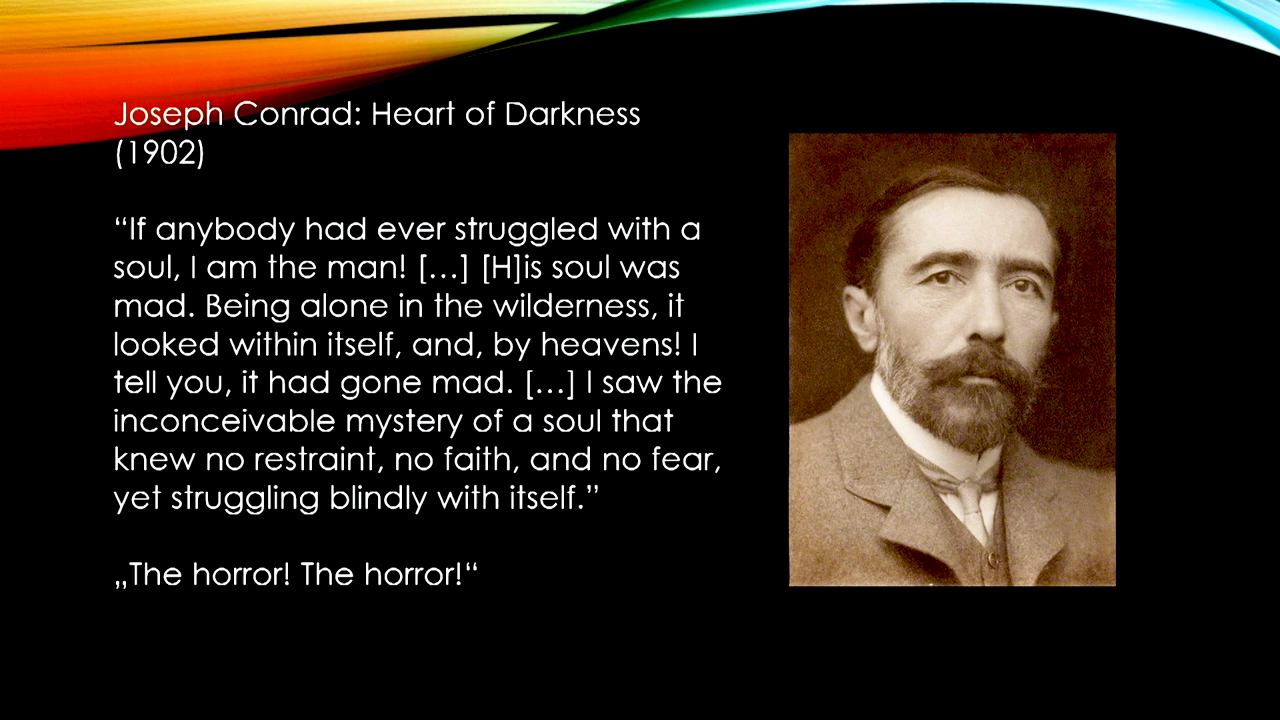 Joseph Conrad: Heart of Darkness
(1902)
“If anybody had ever struggled with a
soul, I am the man! […] [H]is soul was
mad. Being alone in the wilderness, it
looked within itself, and, by heavens! I
tell you, it had gone mad. […] I saw the
inconceivable mystery of a soul that
knew no restraint, no faith, and no fear,
yet struggling blindly with itself.”
„The horror! The horror!“